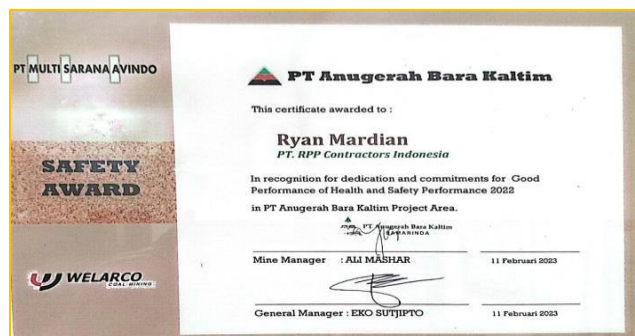 PT MULTI SARANA AVINDO
SAFETY
AWARD
WELARCO
COAL MINING
PT Anugerah Bara Kaltim
This certificate awarded to :
Ryan Mardian
PT. RPP Contractors Indonesia
In recognition for dedication and commitments for Good
Performance of Health and Safety Performance 2022
in PT Anugerah Bara Kaltim Project Area.
PT Anugerah Bara Kaltim
SAMARINDA
Mine Manager : ALI MASHAR
11 Februari 2023
General Manager : EKO SUTJIPTO
11 Februari 2023